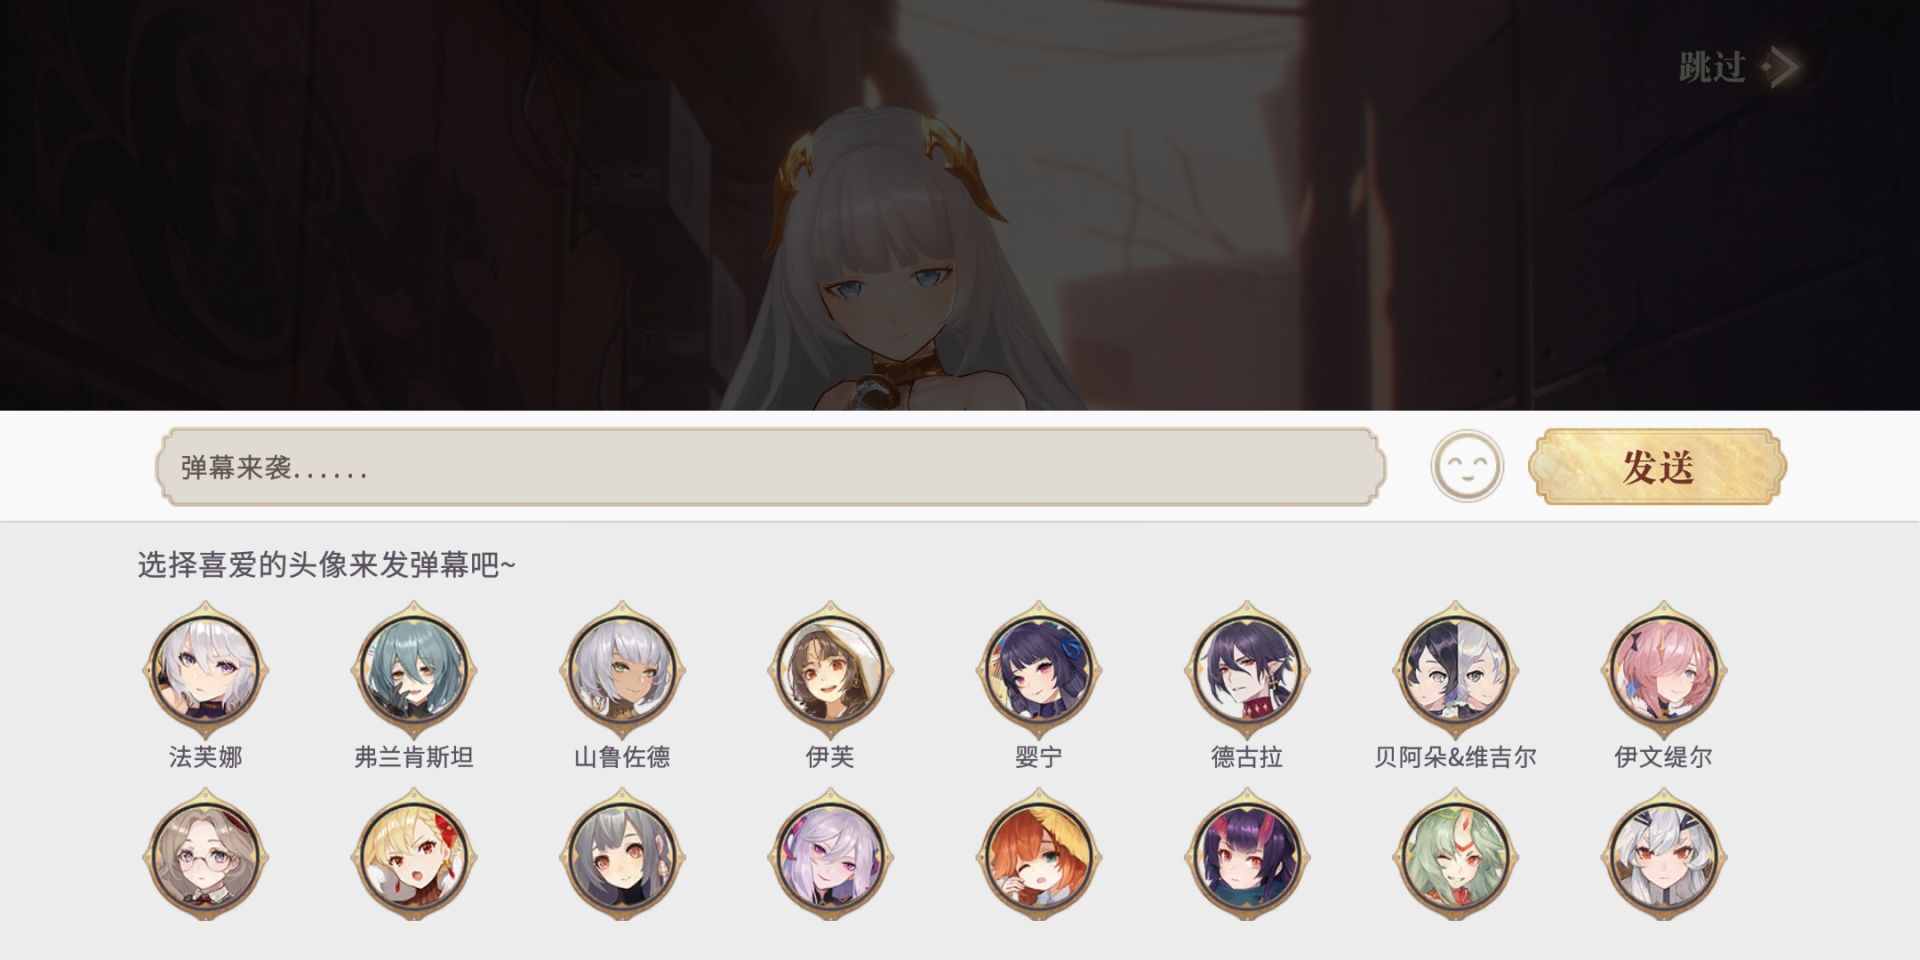 跳过
弹幕来袭......
发送
选择喜爱的头像来发弹幕吧~
法芙娜
弗兰肯斯坦
山鲁佐德
伊芙
婴宁
德古拉
贝阿朵&维吉尔
伊文缇尔